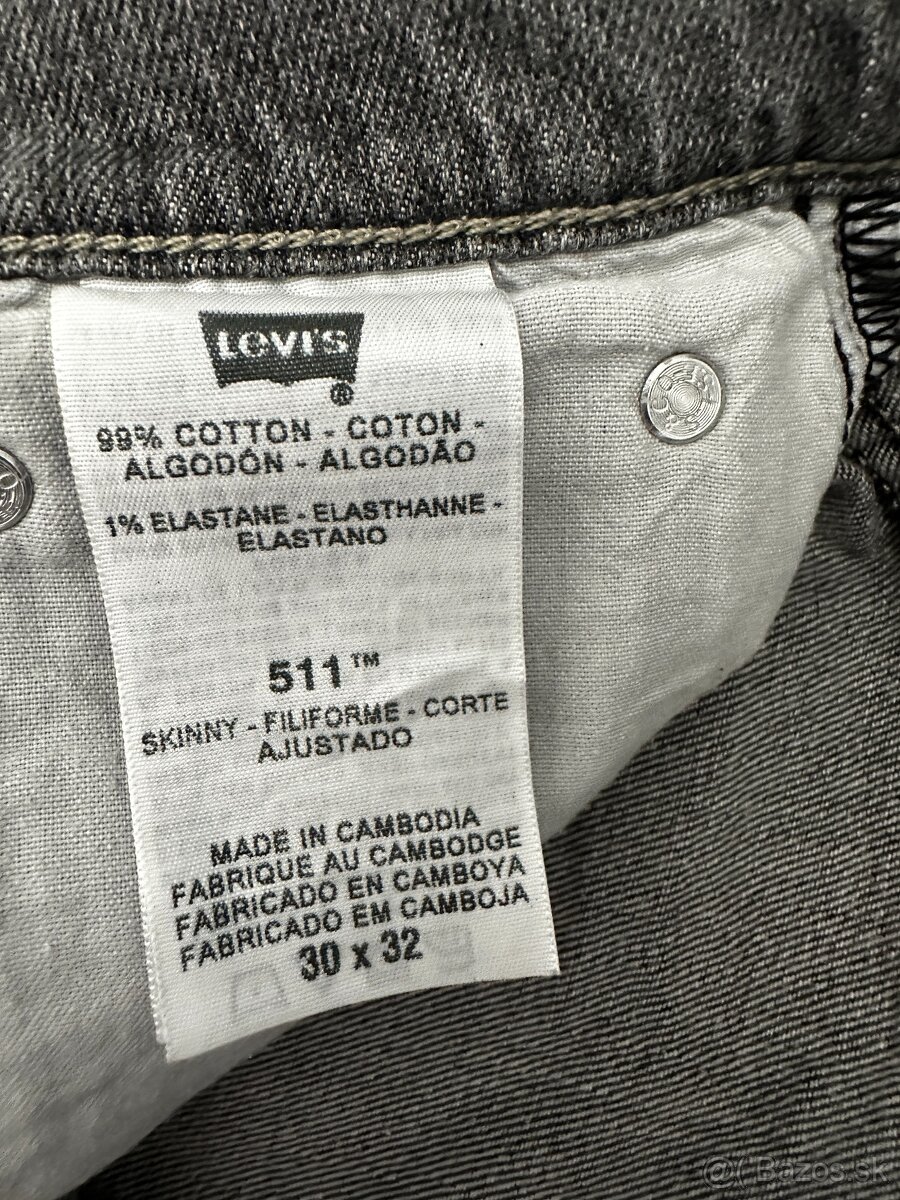 Levi's
®
99% COTTON - COTON -
ALGODÓN - ALGODÃO
1% ELASTANE - ELASTHANNE -
ELASTANO
511™
SKINNY - FILIFORME - CORTE
AJUSTADO
MADE IN CAMBODIA
FABRIQUE AU CAMBODGE
FABRICADO EN CAMBOYA
FABRICADO EM CAMBOJA
30 x 32
@( Bazos.sk